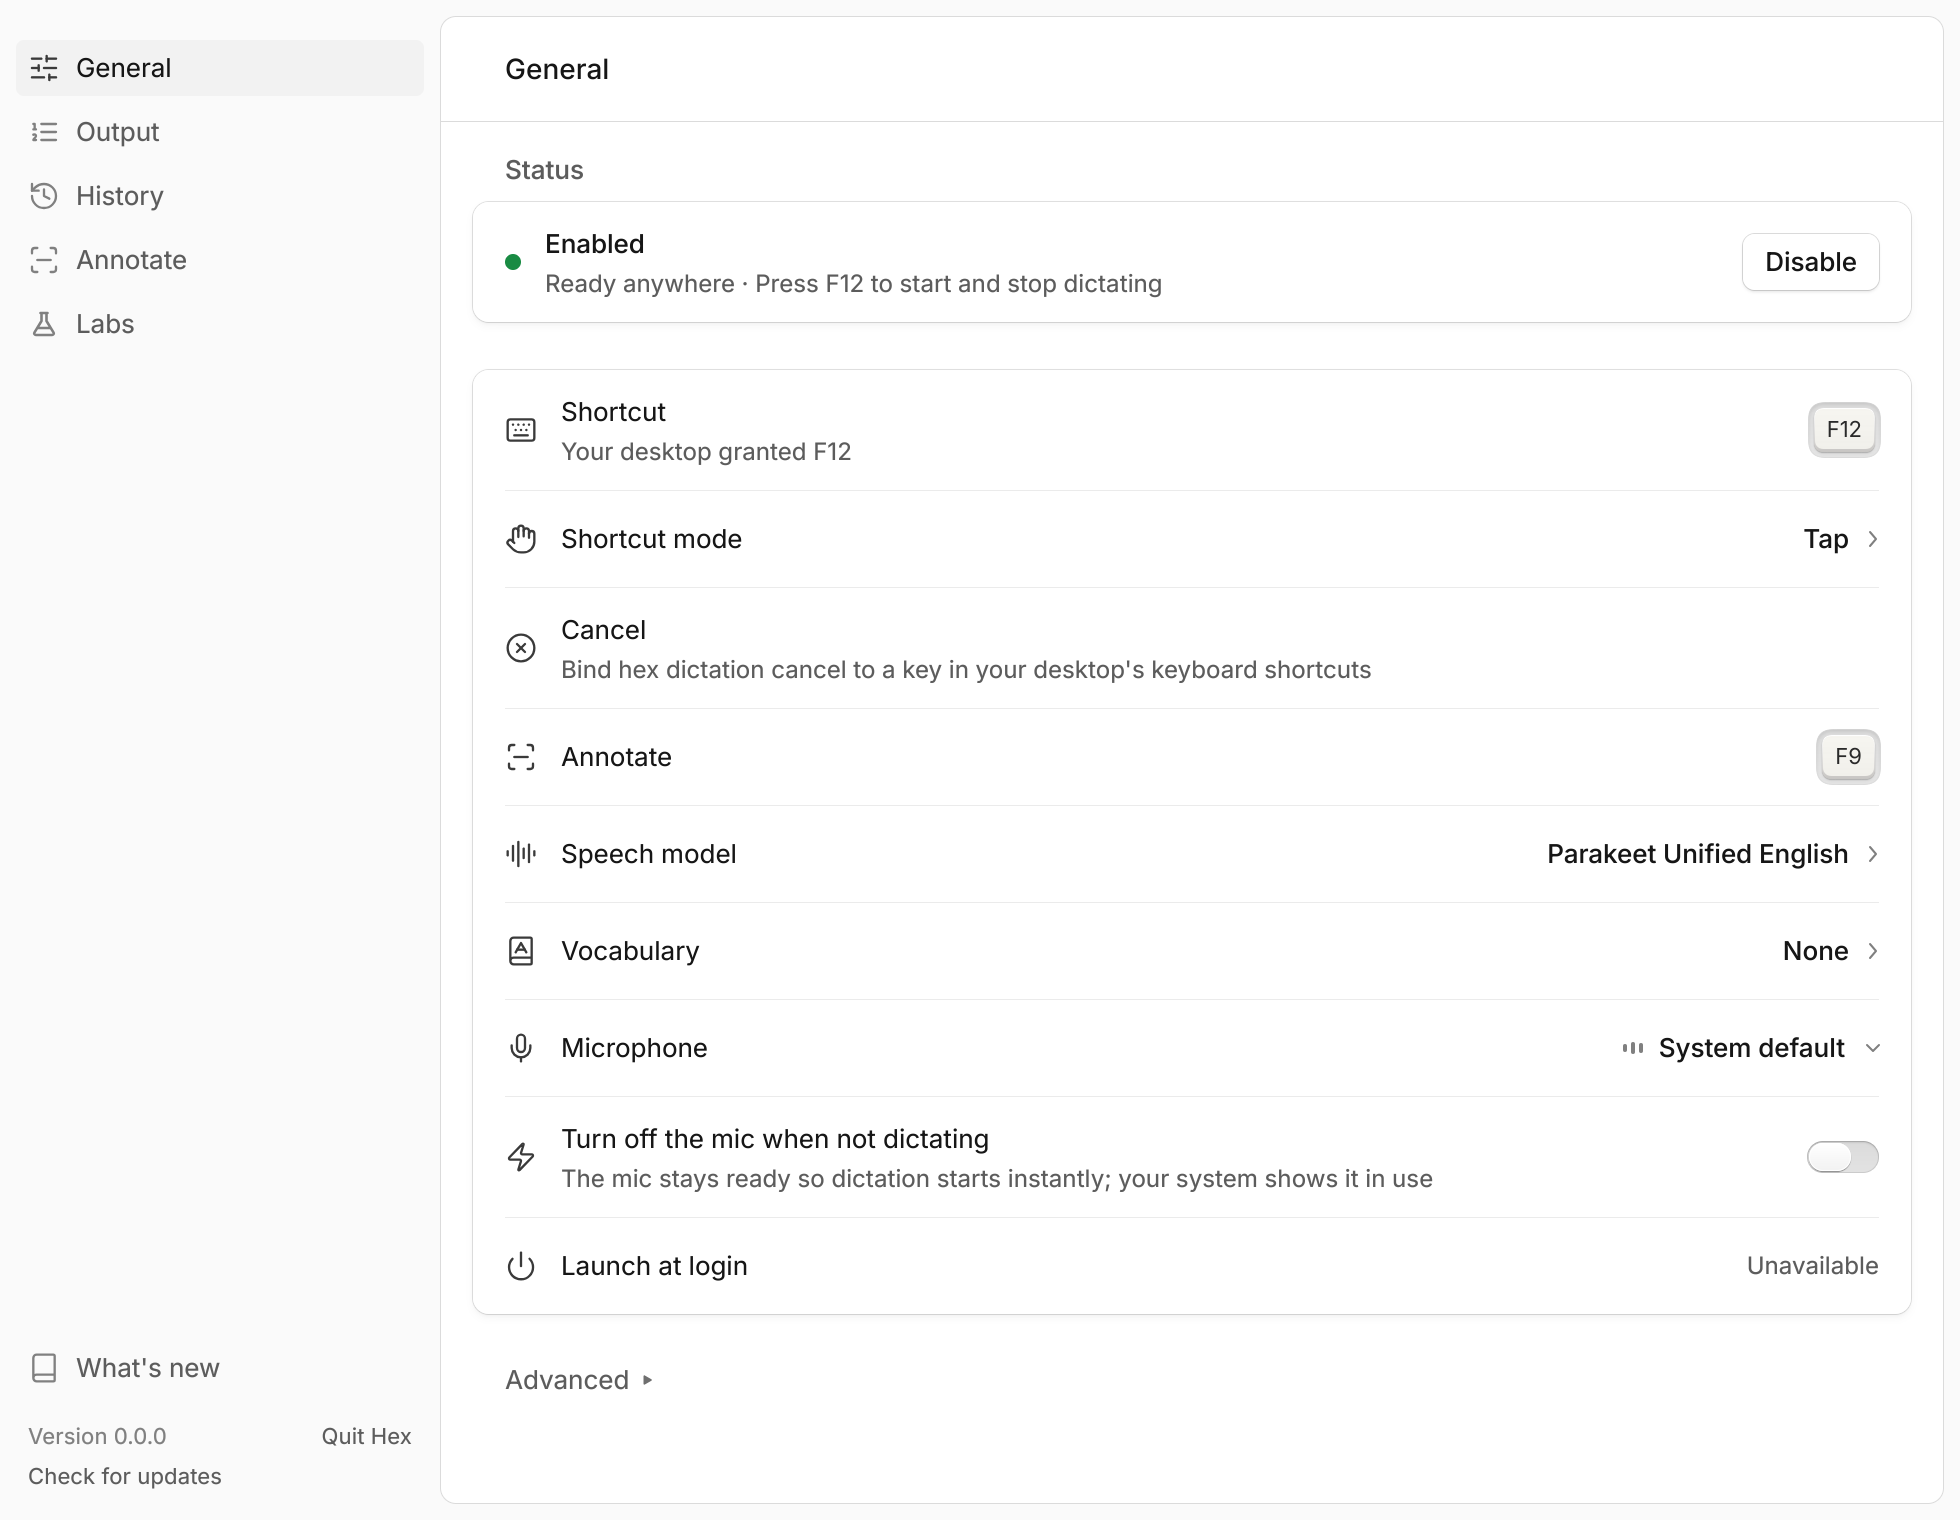 General
Output
History
Annotate
Labs
What's new
Version 0.0.0
Quit Hex
Check for updates
General
Status
Enabled
Ready anywhere · Press F12 to start and stop dictating
Disable
Shortcut
Your desktop granted F12
F12
Shortcut mode
Tap
Cancel
Bind hex dictation cancel to a key in your desktop's keyboard shortcuts
Annotate
F9
Speech model
Parakeet Unified English
Vocabulary
None
Microphone
System default
Turn off the mic when not dictating
The mic stays ready so dictation starts instantly; your system shows it in use
Launch at login
Unavailable
Advanced